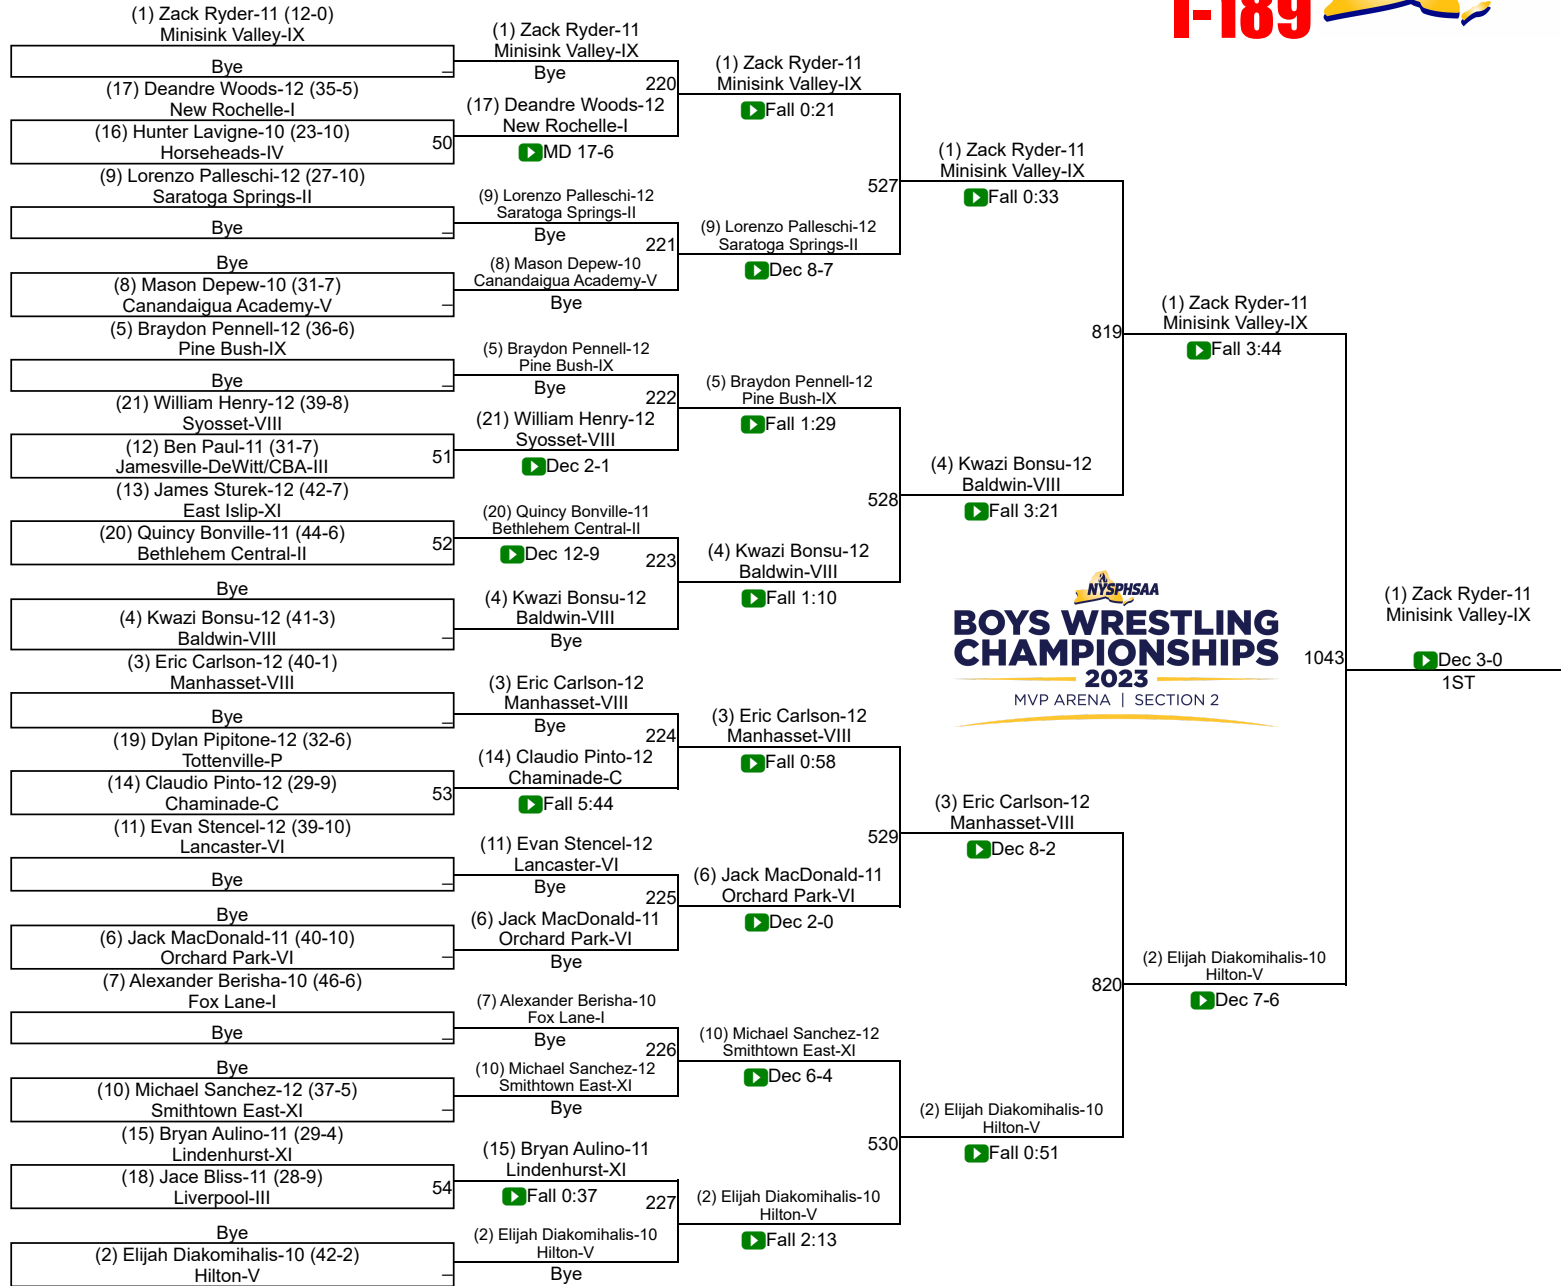 I-189
(1) Zack Ryder-11 (12-0)
Minisink Valley-IX
Bye
(17) Deandre Woods-12 (35-5)
New Rochelle-I
(16) Hunter Lavigne-10 (23-10)
Horseheads-IV
50
(9) Lorenzo Palleschi-12 (27-10)
Saratoga Springs-II
Bye
Bye
(8) Mason Depew-10 (31-7)
Canandaigua Academy-V
(5) Braydon Pennell-12 (36-6)
Pine Bush-IX
Bye
(21) William Henry-12 (39-8)
Syosset-VIII
(12) Ben Paul-11 (31-7)
Jamesville-DeWitt/CBA-III
51
(13) James Sturek-12 (42-7)
East Islip-XI
(20) Quincy Bonville-11 (44-6)
Bethlehem Central-II
52
Bye
(4) Kwazi Bonsu-12 (41-3)
Baldwin-VIII
(3) Eric Carlson-12 (40-1)
Manhasset-VIII
Bye
(19) Dylan Pipitone-12 (32-6)
Tottenville-P
(14) Claudio Pinto-12 (29-9)
Chaminade-C
53
(11) Evan Stencel-12 (39-10)
Lancaster-VI
Bye
Bye
(6) Jack MacDonald-11 (40-10)
Orchard Park-VI
(7) Alexander Berisha-10 (46-6)
Fox Lane-I
Bye
Bye
(10) Michael Sanchez-12 (37-5)
Smithtown East-XI
(15) Bryan Aulino-11 (29-4)
Lindenhurst-XI
(18) Jace Bliss-11 (28-9)
Liverpool-III
54
Bye
(2) Elijah Diakomihalis-10 (42-2)
Hilton-V
(1) Zack Ryder-11
Minisink Valley-IX
Bye
220
(17) Deandre Woods-12
New Rochelle-I
MD 17-6
(9) Lorenzo Palleschi-12
Saratoga Springs-II
Bye
221
(8) Mason Depew-10
Canandaigua Academy-V
Bye
(5) Braydon Pennell-12
Pine Bush-IX
Bye
222
(21) William Henry-12
Syosset-VIII
Dec 2-1
(20) Quincy Bonville-11
Bethlehem Central-II
Dec 12-9
223
(4) Kwazi Bonsu-12
Baldwin-VIII
Bye
(3) Eric Carlson-12
Manhasset-VIII
Bye
224
(14) Claudio Pinto-12
Chaminade-C
Fall 5:44
(11) Evan Stencel-12
Lancaster-VI
Bye
225
(6) Jack MacDonald-11
Orchard Park-VI
Bye
(7) Alexander Berisha-10
Fox Lane-I
Bye
226
(10) Michael Sanchez-12
Smithtown East-XI
Bye
(15) Bryan Aulino-11
Lindenhurst-XI
Fall 0:37
227
(2) Elijah Diakomihalis-10
Hilton-V
Bye
(1) Zack Ryder-11
Minisink Valley-IX
Fall 0:21
527
(9) Lorenzo Palleschi-12
Saratoga Springs-II
Dec 8-7
(5) Braydon Pennell-12
Pine Bush-IX
Fall 1:29
528
(4) Kwazi Bonsu-12
Baldwin-VIII
Fall 1:10
(3) Eric Carlson-12
Manhasset-VIII
Fall 0:58
529
(6) Jack MacDonald-11
Orchard Park-VI
Dec 2-0
(10) Michael Sanchez-12
Smithtown East-XI
Dec 6-4
530
(2) Elijah Diakomihalis-10
Hilton-V
Fall 2:13
(1) Zack Ryder-11
Minisink Valley-IX
Fall 0:33
819
(4) Kwazi Bonsu-12
Baldwin-VIII
Fall 3:21
NYSPHSAA
BOYS WRESTLING
CHAMPIONSHIPS
2023
MVP ARENA | SECTION 2
(3) Eric Carlson-12
Manhasset-VIII
Dec 8-2
820
(2) Elijah Diakomihalis-10
Hilton-V
Fall 0:51
(1) Zack Ryder-11
Minisink Valley-IX
Fall 3:44
1043
(2) Elijah Diakomihalis-10
Hilton-V
Dec 7-6
(1) Zack Ryder-11
Minisink Valley-IX
Dec 3-0
1ST